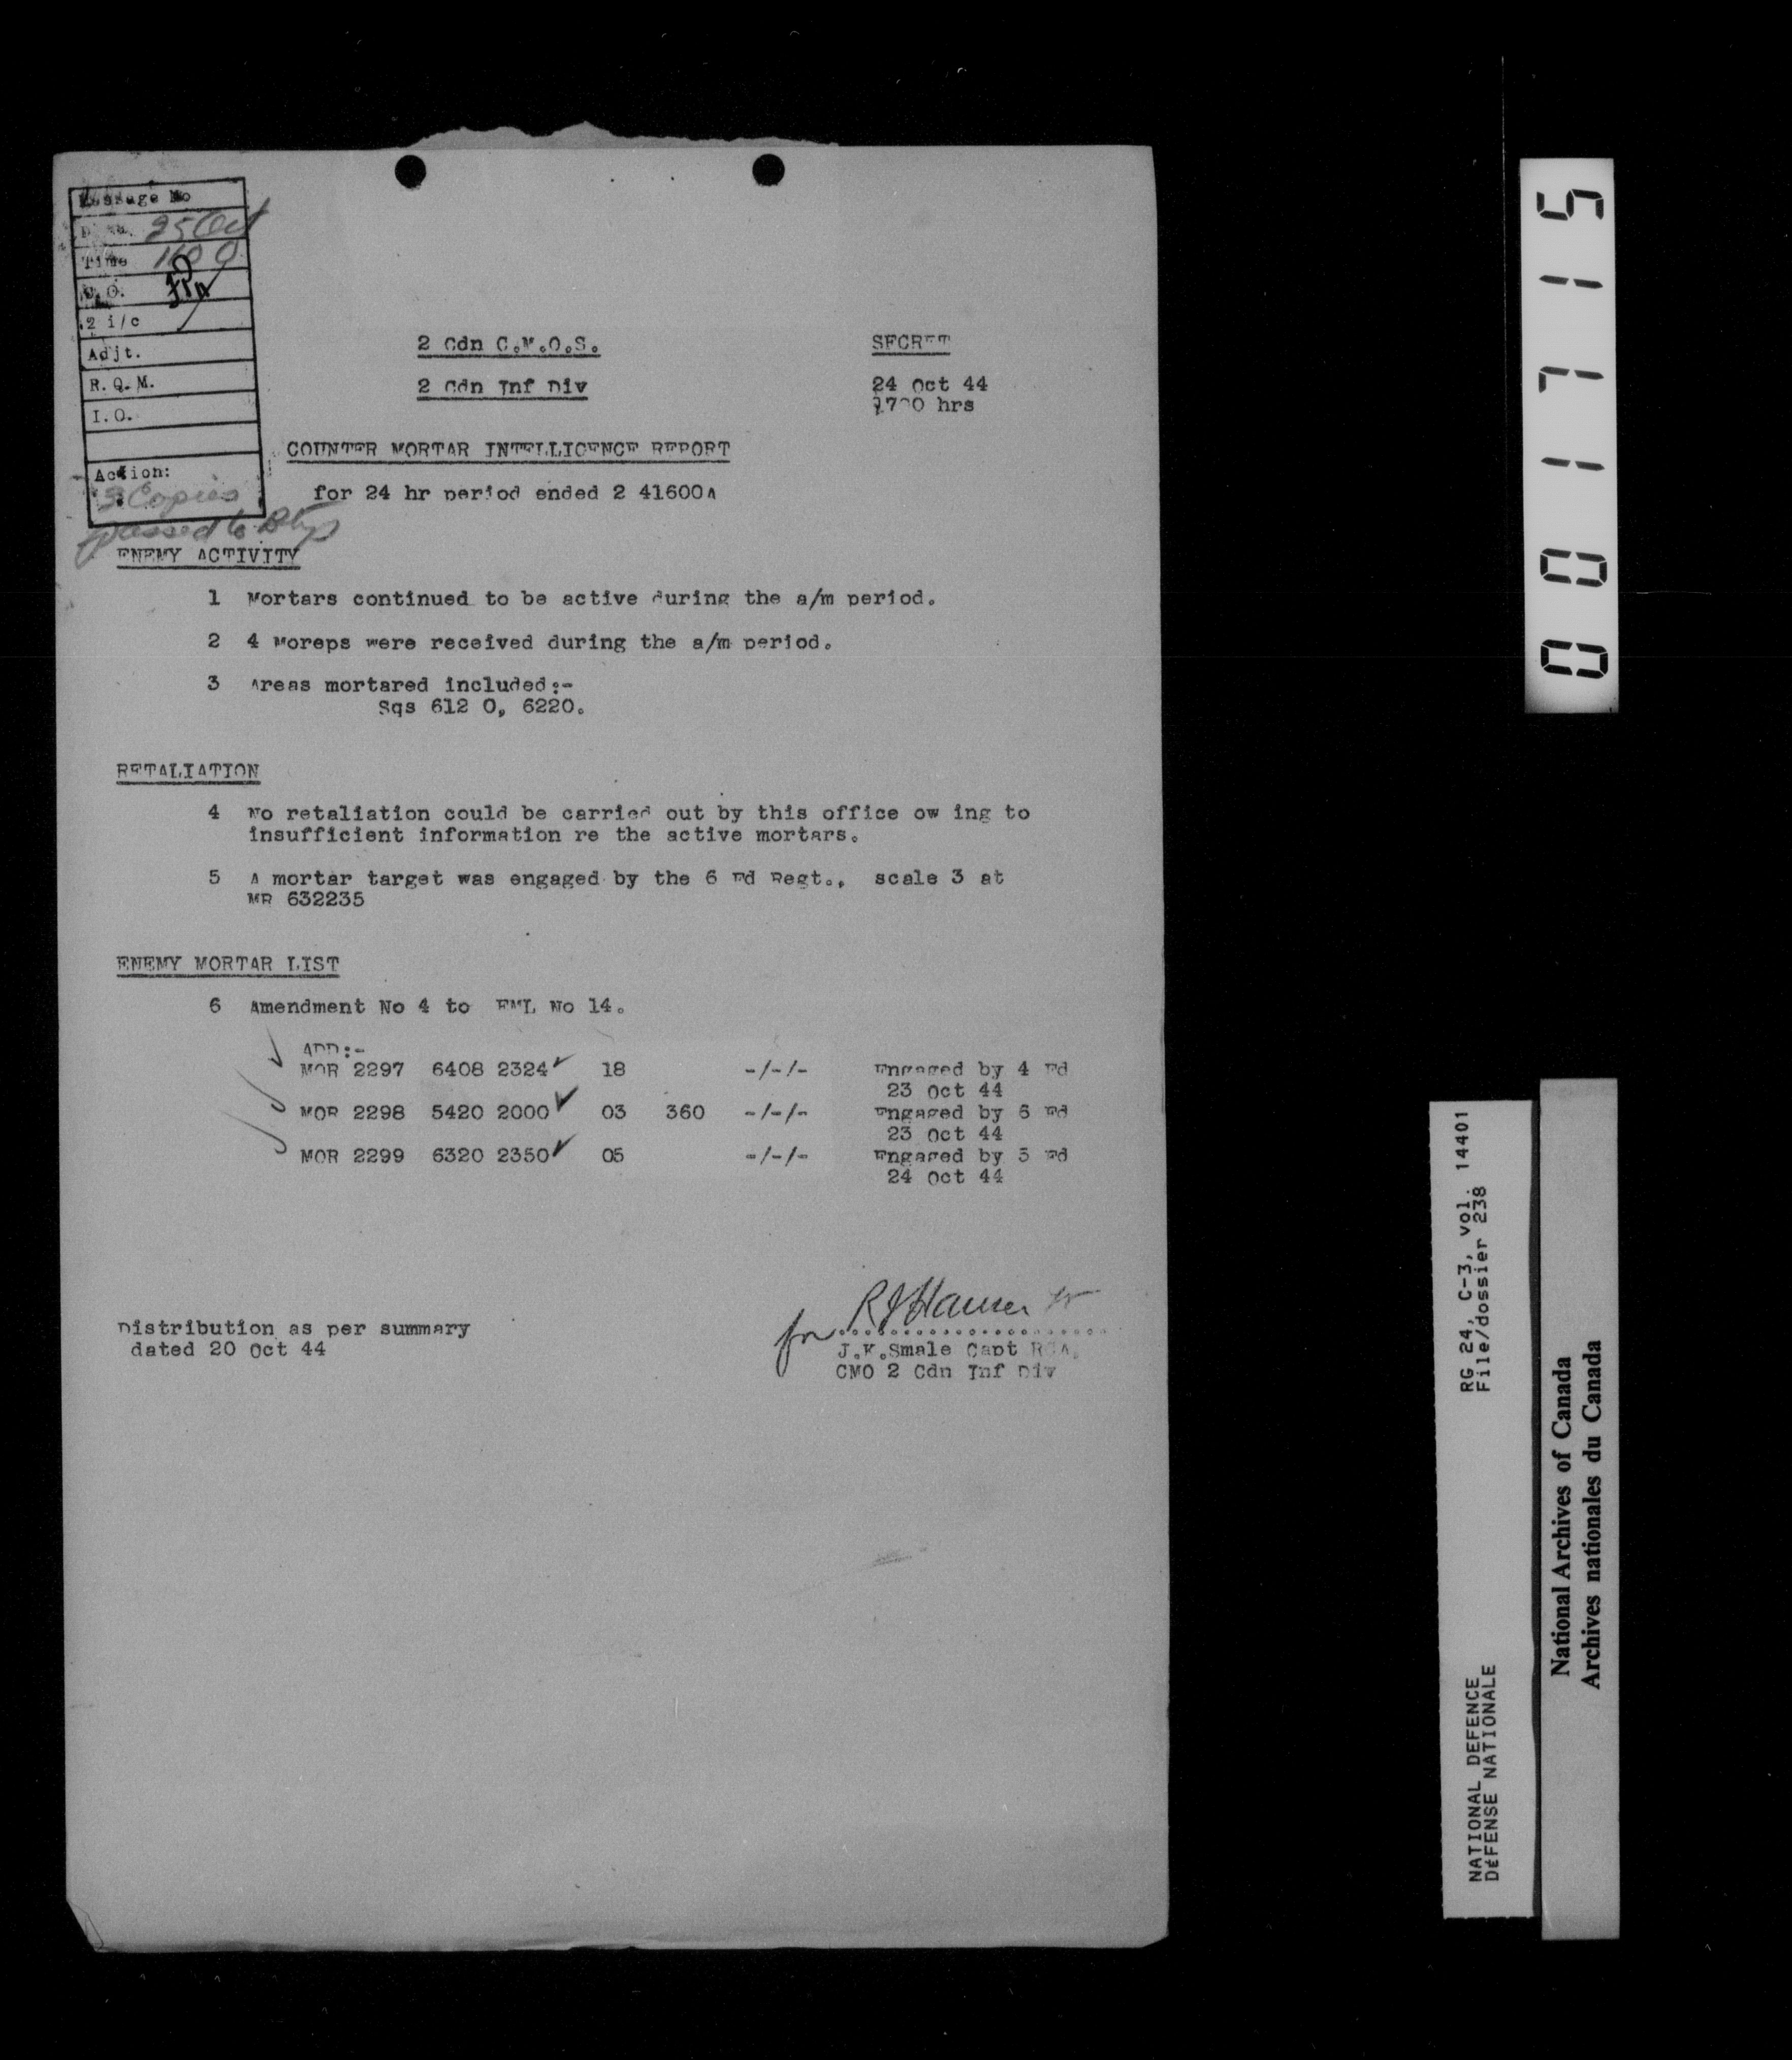 Message No
25 Oct
Time 1100
2 i/c
Adjt.
R.Q.M.
I.O.
Action:
3 Copies
passed to Btys
2 Cdn C.M.O.S.
SECRET
2 Cdn Inf Div
24 Oct 44
1700 hrs
COUNTER MORTAR INTELLIGENCE REPORT
for 24 hr period ended 2 41600A
ENEMY ACTIVITY
1 Mortars continued to be active during the a/m period.
2 4 Moreps were received during the a/m period.
3 Areas mortared included:-
Sqs 612 0, 6220.
RETALIATION
4 No retaliation could be carried out by this office ow ing to
insufficient information re the active mortars.
5 A mortar target was engaged by the 6 Fd Regt., scale 3 at
MR 632235
ENEMY MORTAR LIST
6 Amendment No 4 to EML No 14.
ADD:-
MOR 2297 6408 2324 18 -/-/- Engaged by 4 Fd
23 Oct 44
MOR 2298 5420 2000 03 360 -/-/- Engaged by 6 Fd
23 Oct 44
MOR 2299 6320 2350 05 -/-/- Engaged by 5 Fd
24 Oct 44
Distribution as per summary
dated 20 Oct 44
for
J.K.Smale Capt RCA.
CMO 2 Cdn Inf Div
001715
RG 24, C-3, vol. 14401
File/dossier 238
NATIONAL DEFENCE
DéFENSE NATIONALE
National Archives of Canada
Archives nationales du Canada